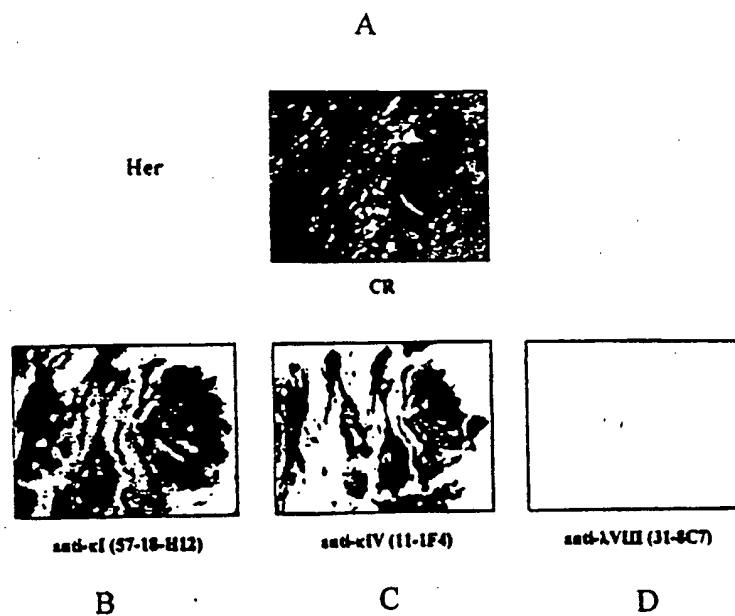 A
Her
CR
anti-κI (57-18-H12)
anti-κIV (11-1F4)
anti-λVIII (31-8C7)
B
C
D